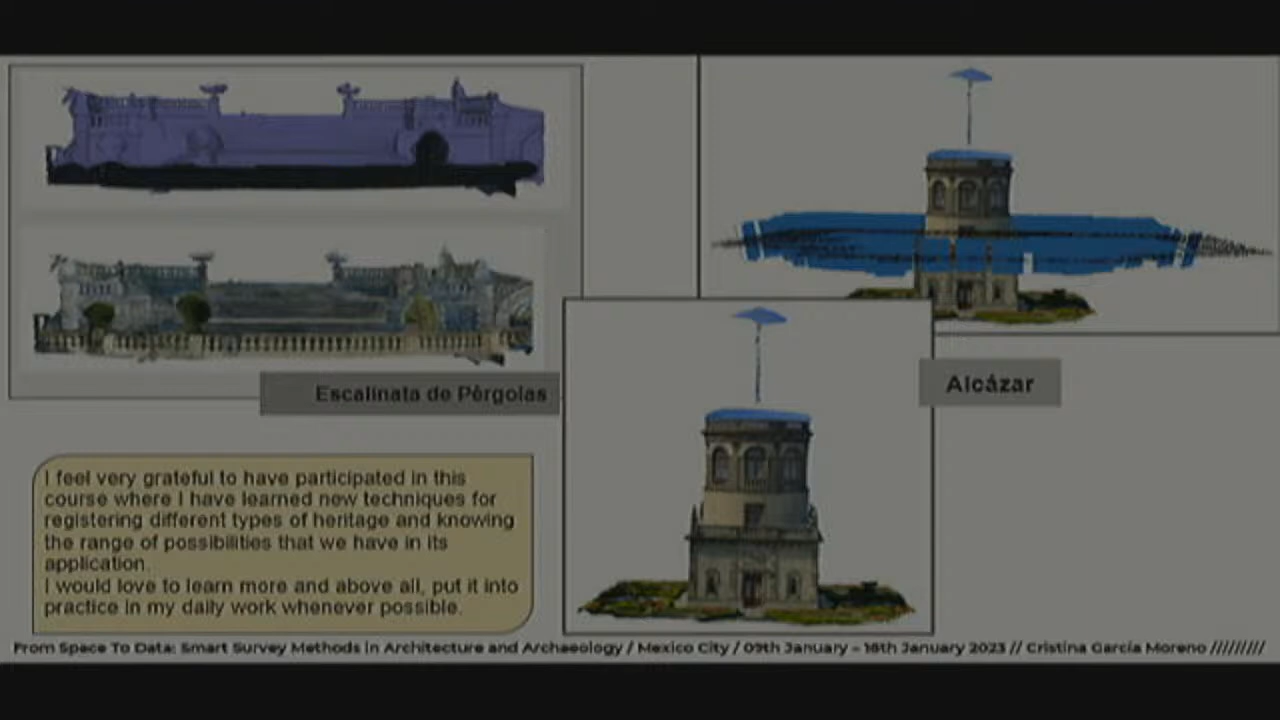 Escalinata de Pèrgolas
Alcázar
I feel very grateful to have participated in this
course where I have learned new techniques for
registering different types of heritage and knowing
the range of possibilities that we have in its
application.
I would love to learn more and above all, put it into
practice in my daily work whenever possible.
From Space To Data: Smart Survey Methods in Architecture and Archaeology / Mexico City / 09th January - 16th January 2023 // Cristina García Moreno /////////